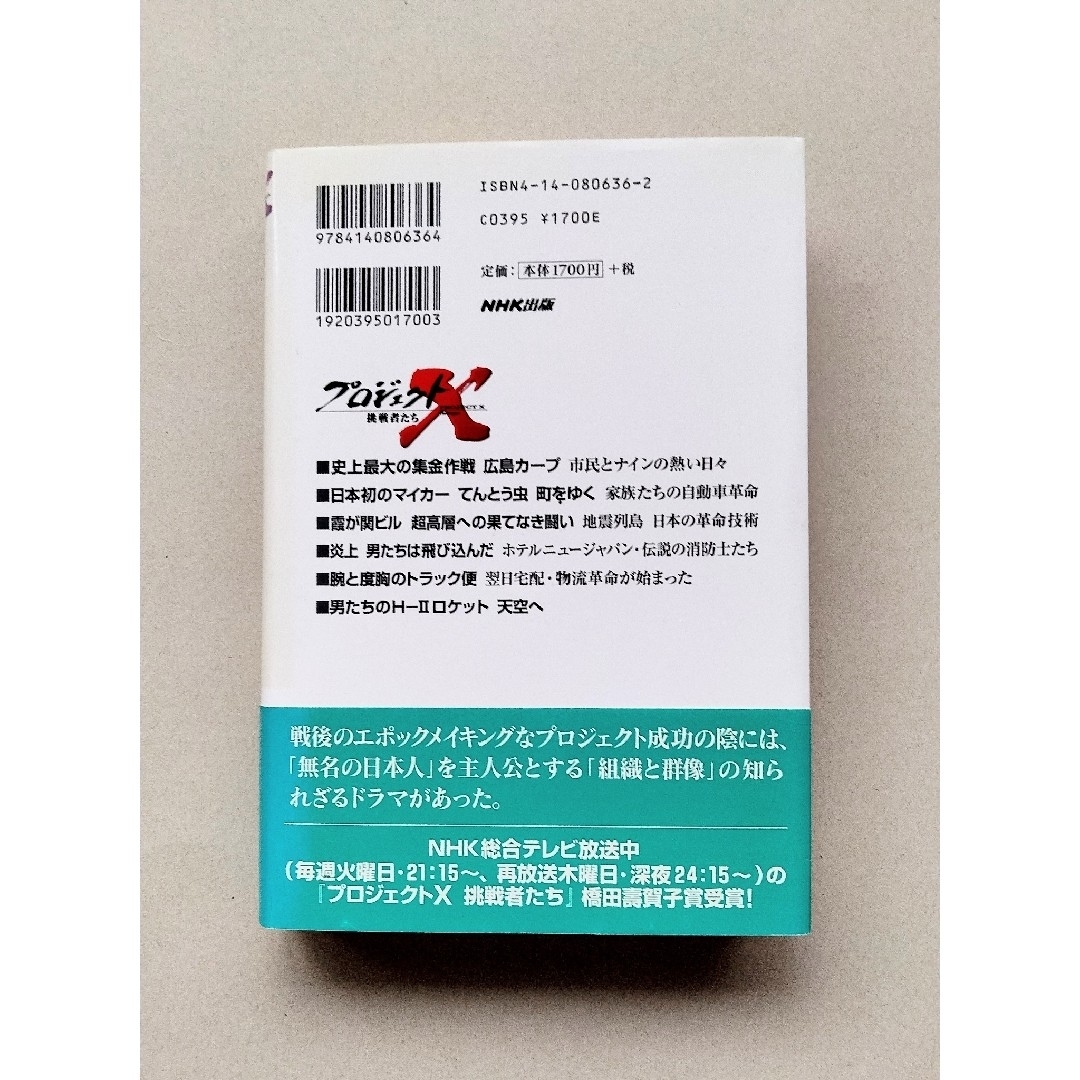 ISBN4-14-080636-2
C0395 ¥1700E
9784140806364
定価:本体1700円+税
1920395017003
NHK出版
プロジェクトX
挑戦者たち
■史上最大の集金作戦 広島カープ 市民とナインの熱い日々
■日本初のマイカー てんとう虫 町をゆく 家族たちの自動車革命
■霞が関ビル 超高層への果てなき闘い 地震列島 日本の革命技術
■炎上 男たちは飛び込んだ ホテルニュージャパン・伝説の消防士たち
■腕と度胸のトラック便 翌日宅配・物流革命が始まった
■男たちのH-Ⅱロケット 天空へ
戦後のエポックメイキングなプロジェクト成功の陰には、
「無名の日本人」を主人公とする「組織と群像」の知ら
れざるドラマがあった。
NHK総合テレビ放送中
(毎週火曜日・21:15〜、再放送木曜日・深夜24:15〜)の
『プロジェクトX 挑戦者たち』橋田壽賀子賞受賞!